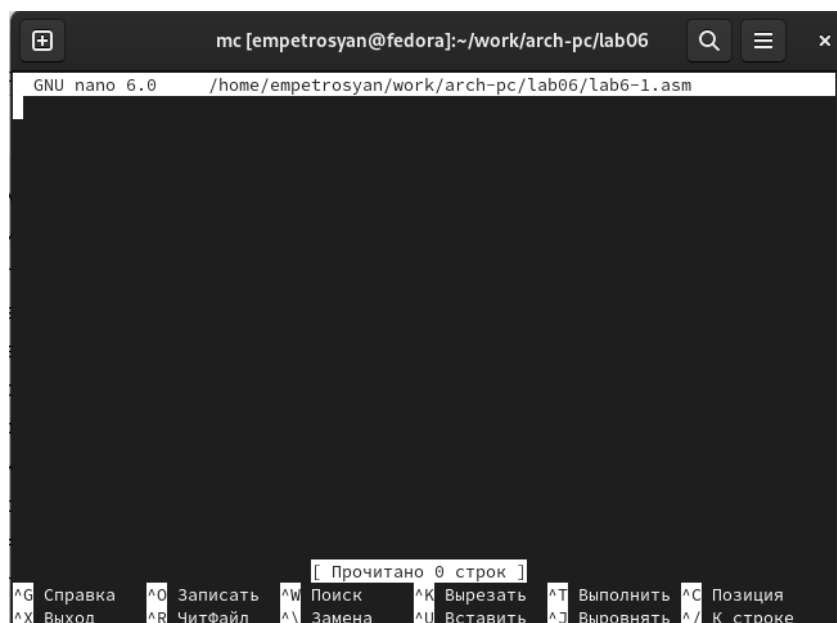 mc [empetrosyan@fedora]:~/work/arch-pc/lab06
GNU nano 6.0 /home/empetrosyan/work/arch-pc/lab06/lab6-1.asm
[ Прочитано 0 строк ]
^G Справка ^O Записать ^W Поиск ^K Вырезать ^T Выполнить ^C Позиция
^X Выход ^R ЧитФайл ^\ Замена ^U Вставить ^J Выровнять ^/ К строке